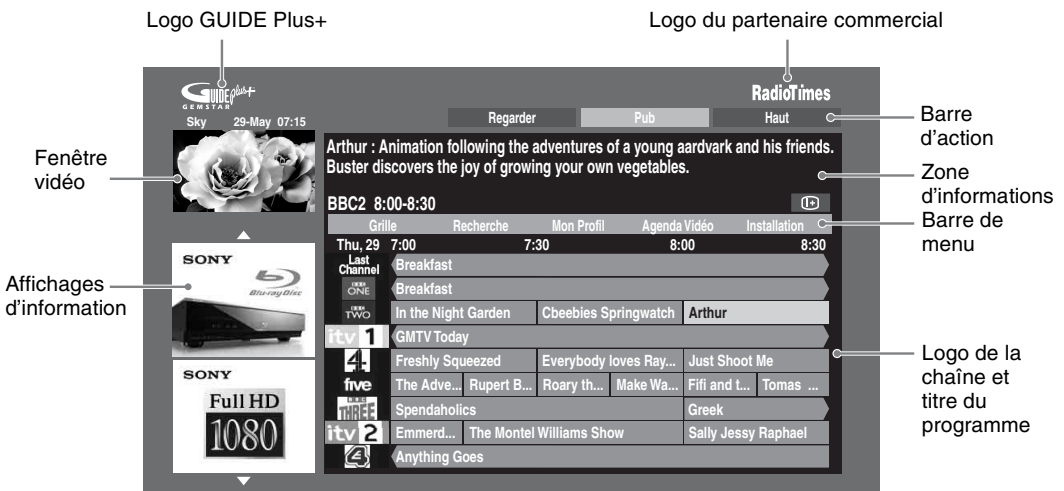 Logo GUIDE Plus+
Logo du partenaire commercial
GUIDE plus+
GEMSTAR
RadioTimes
Sky 29-May 07:15
Regarder Pub Haut
Barre
d'action
Fenêtre
vidéo
Arthur : Animation following the adventures of a young aardvark and his friends.
Buster discovers the joy of growing your own vegetables.
Zone
d'informations
BBC2 8:00-8:30
Grille Recherche Mon Profil Agenda Vidéo Installation
Barre de
menu
Thu, 29 7:00 7:30 8:00 8:30
Last
Channel
Breakfast
BBC
ONE
Breakfast
BBC
TWO
In the Night Garden Cbeebies Springwatch Arthur
itv 1 GMTV Today
4 Freshly Squeezed Everybody loves Ray... Just Shoot Me
five The Adve... Rupert B... Roary th... Make Wa... Fifi and t... Tomas ...
BBC
THREE
Spendaholics Greek
itv 2 Emmerd... The Montel Williams Show Sally Jessy Raphael
4 Anything Goes
Affichages
d'information
SONY
Blu-ray Disc
SONY
Full HD
1080
Logo de la
chaîne et
titre du
programme